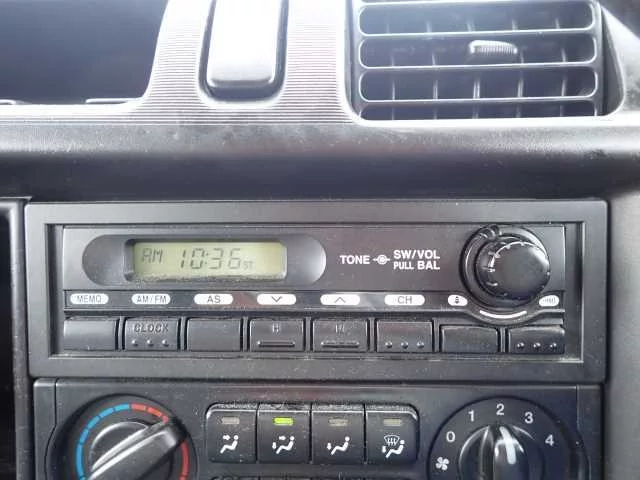 AM 10:36 ST
TONE SW/VOL
PULL BAL
MEMO AM/FM AS CH
CLOCK H M
0 1 2 3 4